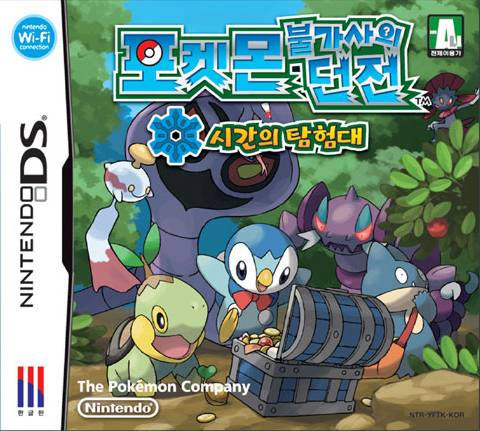 Nintendo
Wi-Fi
CONNECTION
NINTENDO DS
포켓몬
불가사의
던전
TM
시간의 탐험대
A
전체이용가
한글판
The Pokémon Company
Nintendo
NTR-YFTK-KOR